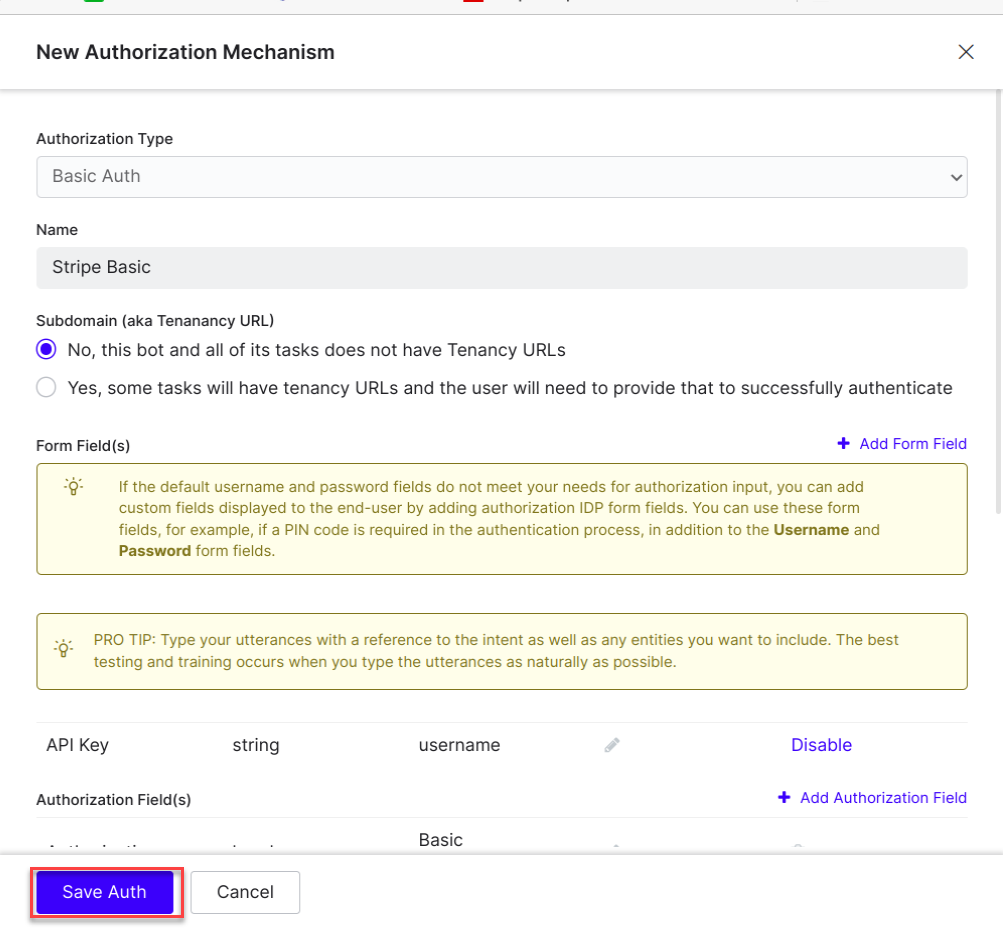 New Authorization Mechanism
Authorization Type
Basic Auth
Name
Stripe Basic
Subdomain (aka Tenanancy URL)
No, this bot and all of its tasks does not have Tenancy URLs
Yes, some tasks will have tenancy URLs and the user will need to provide that to successfully authenticate
Form Field(s)
+ Add Form Field
If the default username and password fields do not meet your needs for authorization input, you can add
custom fields displayed to the end-user by adding authorization IDP form fields. You can use these form
fields, for example, if a PIN code is required in the authentication process, in addition to the Username and
Password form fields.
PRO TIP: Type your utterances with a reference to the intent as well as any entities you want to include. The best
testing and training occurs when you type the utterances as naturally as possible.
API Key string username Disable
Authorization Field(s)
+ Add Authorization Field
Basic
Save Auth Cancel